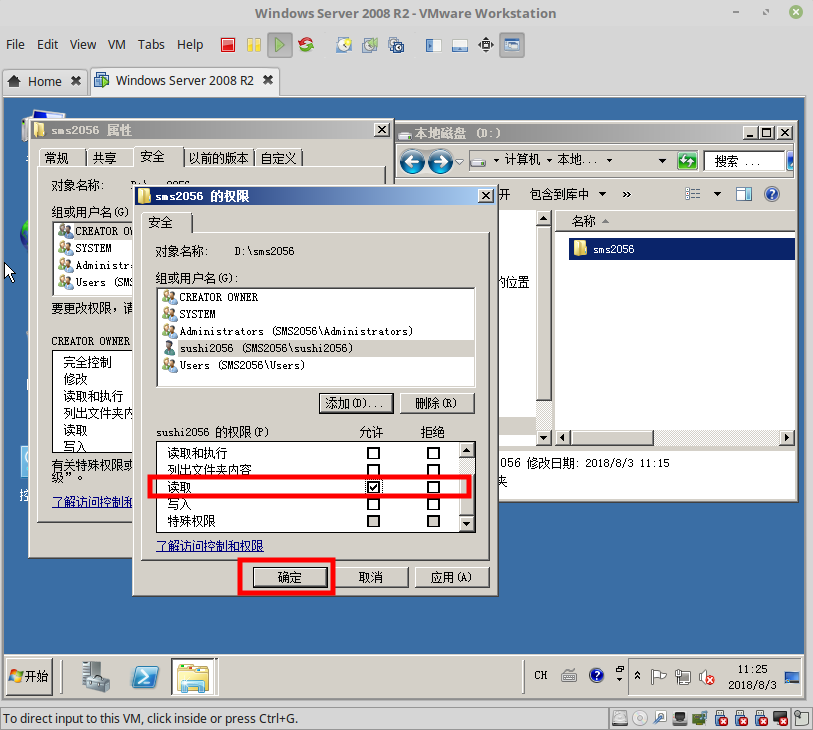 Windows Server 2008 R2 - VMware Workstation
File Edit View VM Tabs Help
Home
Windows Server 2008 R2
sms2056 属性
常规 共享 安全 以前的版本 自定义
对象名称:
组或用户名(G)
CREATOR OW
SYSTEM
Administr
Users (SM
要更改权限，请
CREATOR OWNER
完全控制
修改
读取和执行
列出文件夹内
读取
写入
有关特殊权限或
级”。
了解访问控制和
sms2056 的权限
安全
对象名称: D:\sms2056
组或用户名(G):
CREATOR OWNER
SYSTEM
Administrators (SMS2056\Administrators)
sushi2056 (SMS2056\sushi2056)
Users (SMS2056\Users)
添加(D)... 删除(R)
sushi2056 的权限(P) 允许 拒绝
读取和执行
列出文件夹内容
读取
写入
特殊权限
了解访问控制和权限
确定 取消 应用(A)
本地磁盘 (D:)
计算机 本地...
搜索 ...
开 包含到库中 »
名称
sms2056
的位置
056 修改日期: 2018/8/3 11:15
夹
控
开始
CH
11:25
2018/8/3
To direct input to this VM, click inside or press Ctrl+G.